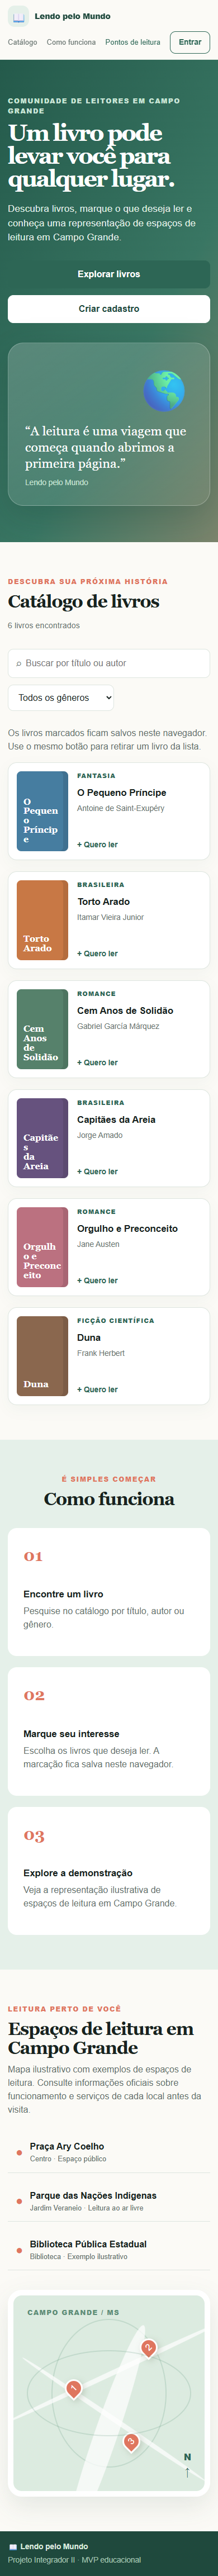 Lendo pelo Mundo
Catálogo Como funciona Pontos de leitura Entrar
COMUNIDADE DE LEITORES EM CAMPO
GRANDE
Um livro pode
levar você para
qualquer lugar.
Descubra livros, marque o que deseja ler e
conheça uma representação de espaços de
leitura em Campo Grande.
Explorar livros
Criar cadastro
“A leitura é uma viagem que
começa quando abrimos a
primeira página.”
Lendo pelo Mundo
DESCUBRA SUA PRÓXIMA HISTÓRIA
Catálogo de livros
6 livros encontrados
Buscar por título ou autor
Todos os gêneros
Os livros marcados ficam salvos neste navegador.
Use o mesmo botão para retirar um livro da lista.
O
Pequen
o
Príncip
e
FANTASIA
O Pequeno Príncipe
Antoine de Saint-Exupéry
+ Quero ler
Torto
Arado
BRASILEIRA
Torto Arado
Itamar Vieira Junior
+ Quero ler
Cem
Anos
de
Solidão
ROMANCE
Cem Anos de Solidão
Gabriel García Márquez
+ Quero ler
Capitãe
s
da
Areia
BRASILEIRA
Capitães da Areia
Jorge Amado
+ Quero ler
Orgulh
o e
Preconc
eito
ROMANCE
Orgulho e Preconceito
Jane Austen
+ Quero ler
Duna
FICÇÃO CIENTÍFICA
Duna
Frank Herbert
+ Quero ler
É SIMPLES COMEÇAR
Como funciona
01
Encontre um livro
Pesquise no catálogo por título, autor ou
gênero.
02
Marque seu interesse
Escolha os livros que deseja ler. A
marcação fica salva neste navegador.
03
Explore a demonstração
Veja a representação ilustrativa de
espaços de leitura em Campo Grande.
LEITURA PERTO DE VOCÊ
Espaços de leitura em
Campo Grande
Mapa ilustrativo com exemplos de espaços de
leitura. Consulte informações oficiais sobre
funcionamento e serviços de cada local antes da
visita.
Praça Ary Coelho
Centro · Espaço público
Parque das Nações Indígenas
Jardim Veraneio · Leitura ao ar livre
Biblioteca Pública Estadual
Biblioteca · Exemplo ilustrativo
CAMPO GRANDE / MS
2
1
3
N
↑
Lendo pelo Mundo
Projeto Integrador II · MVP educacional